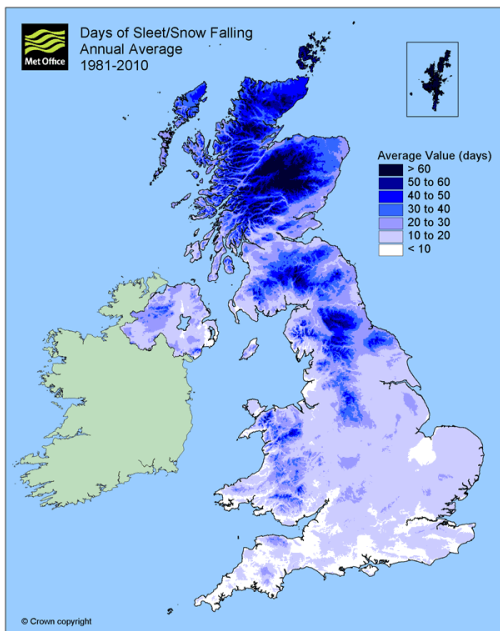 Met Office
Days of Sleet/Snow Falling
Annual Average
1981-2010
Average Value (days)
> 60
50 to 60
40 to 50
30 to 40
20 to 30
10 to 20
< 10
© Crown copyright